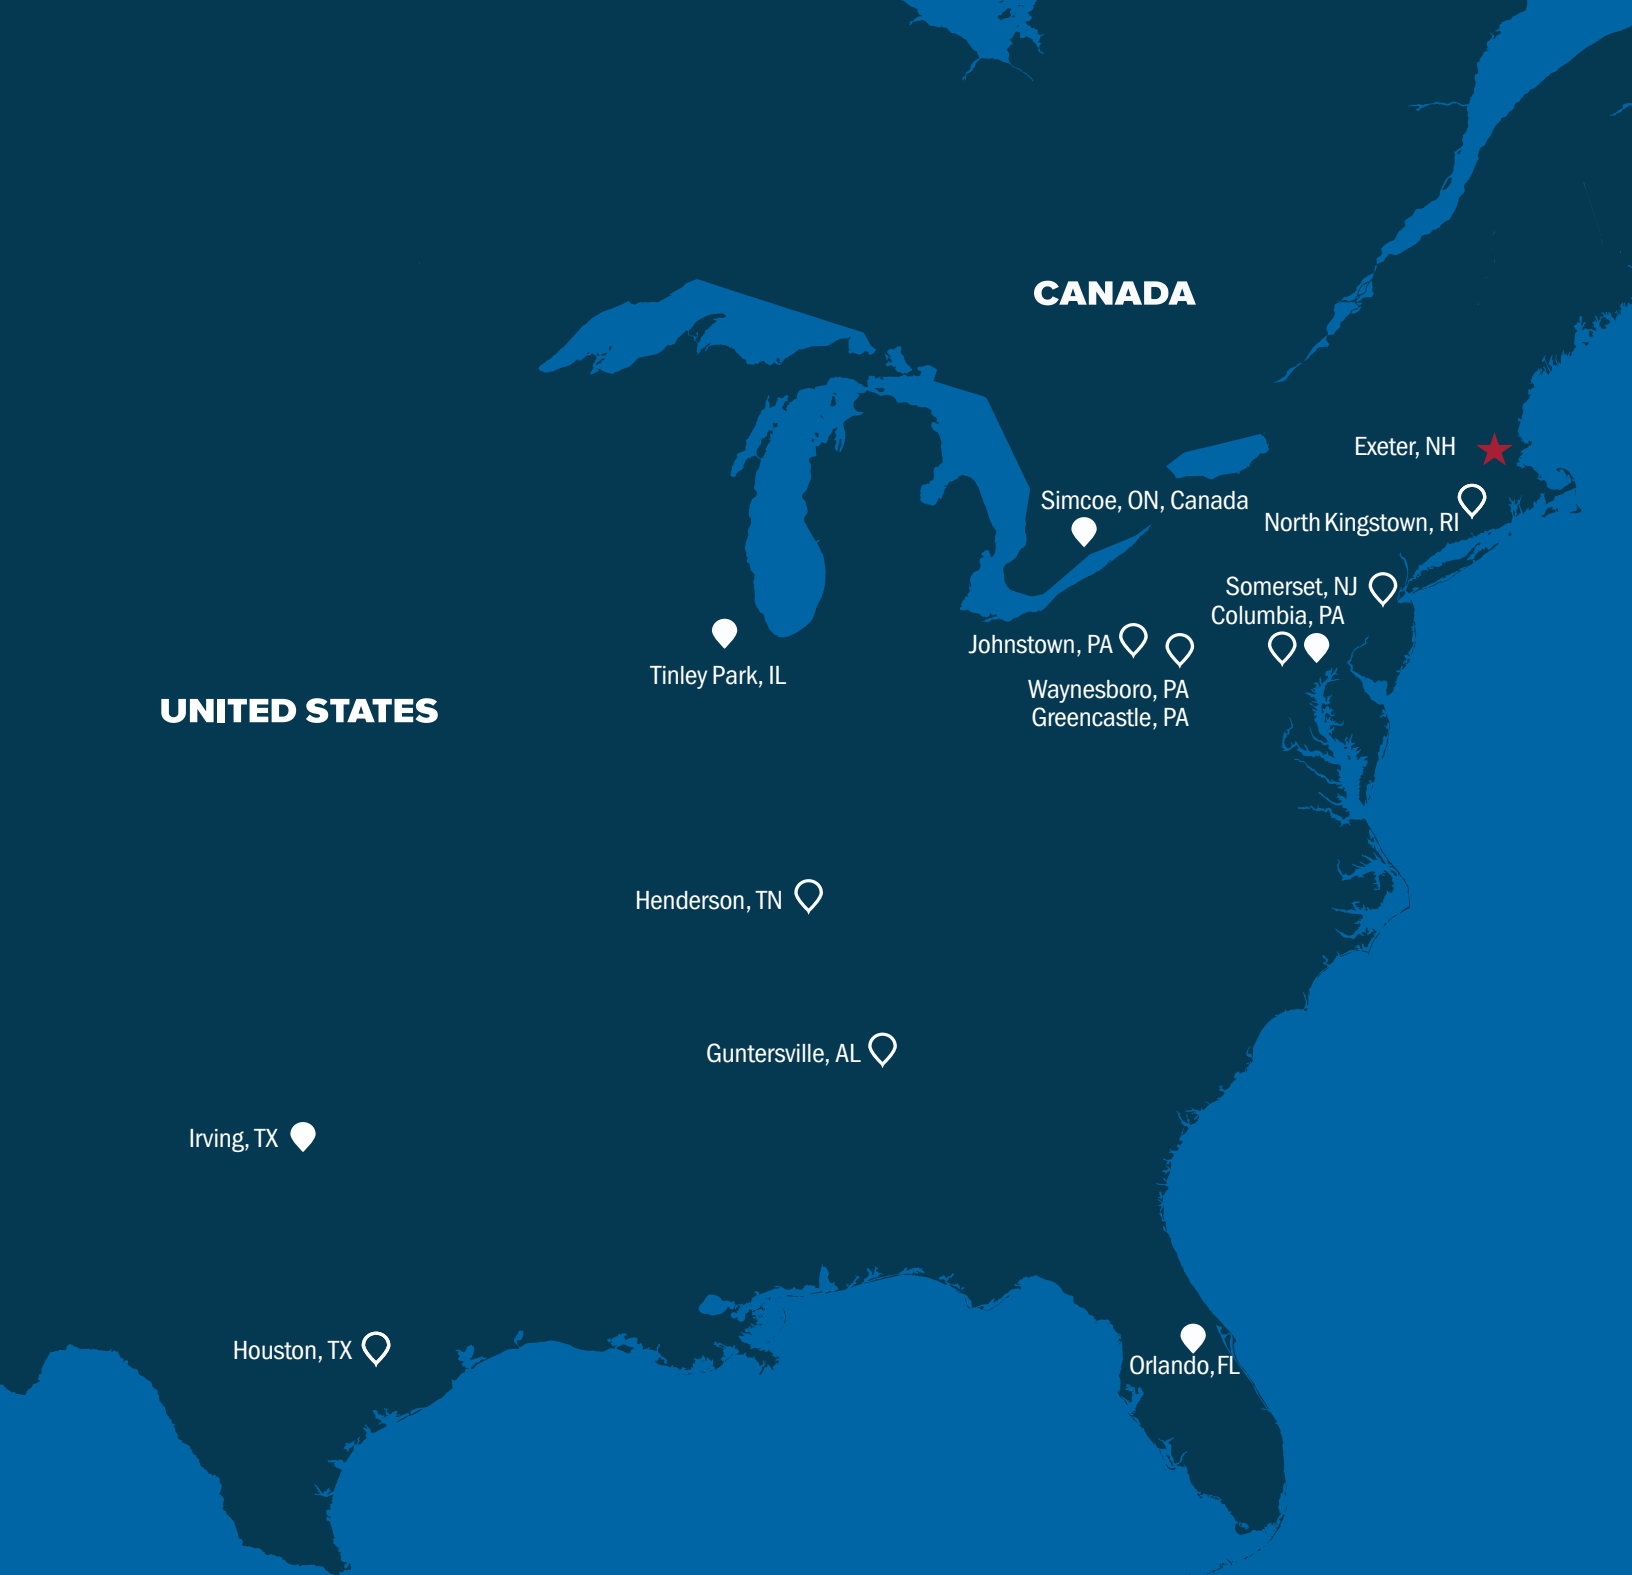 CANADA
Exeter, NH
Simcoe, ON, Canada
North Kingstown, RI
Somerset, NJ
Columbia, PA
Johnstown, PA
Tinley Park, IL
Waynesboro, PA
Greencastle, PA
UNITED STATES
Henderson, TN
Guntersville, AL
Irving, TX
Houston, TX
Orlando, FL